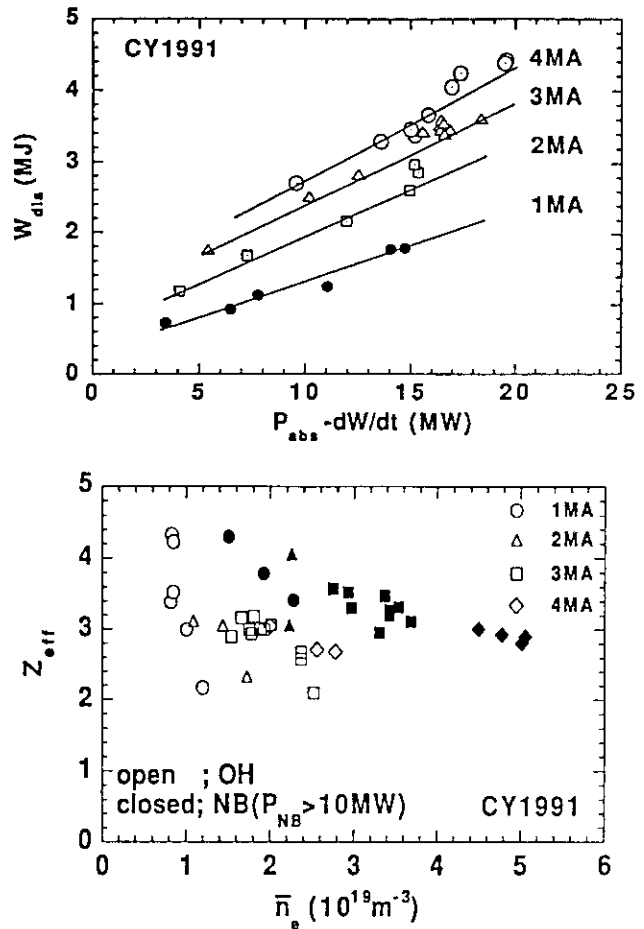 CY1991
4MA
3MA
2MA
1MA
W_dia (MJ)
5
4
3
2
1
0
0 5 10 15 20 25
P_abs -dW/dt (MW)
1MA
2MA
3MA
4MA
Z_eff
5
4
3
2
1
0
open ; OH
closed; NB(P_NB>10MW)
CY1991
0 1 2 3 4 5 6
n̅_e (10^19 m^-3)